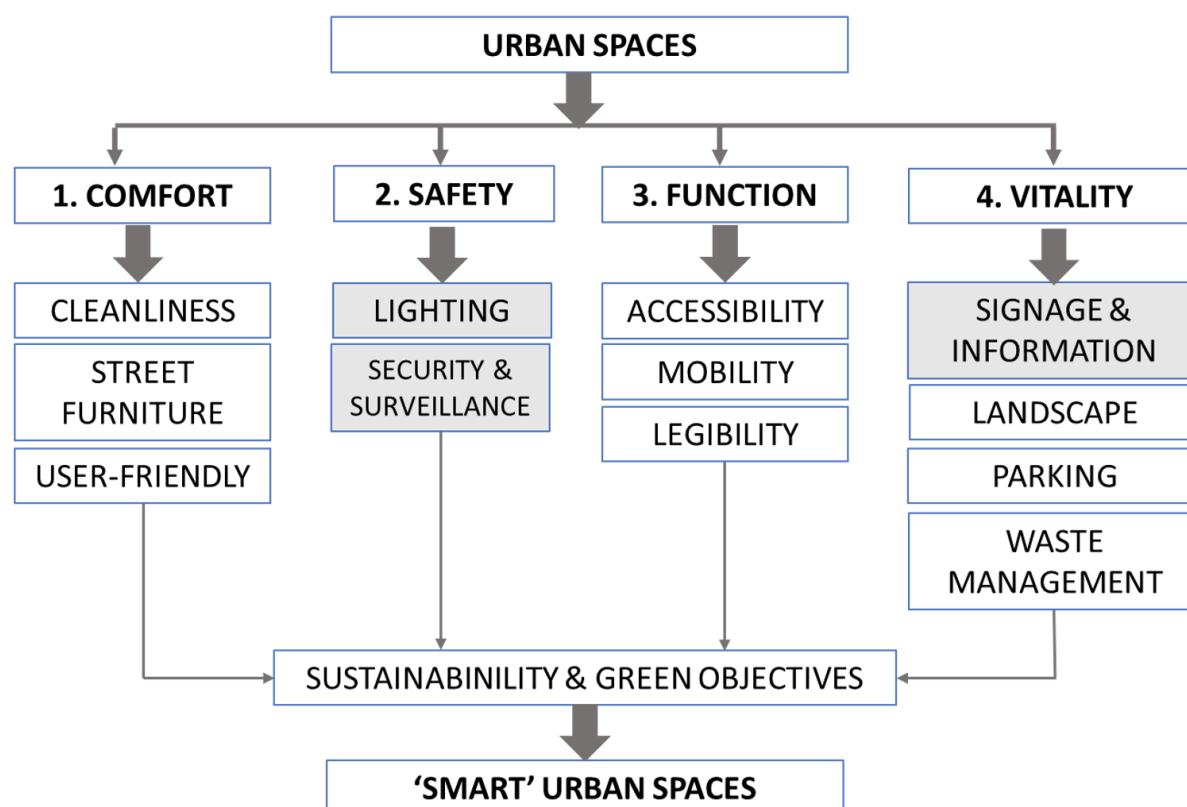 URBAN SPACES
1. COMFORT
2. SAFETY
3. FUNCTION
4. VITALITY
CLEANLINESS
STREET
FURNITURE
USER-FRIENDLY
LIGHTING
SECURITY &
SURVEILLANCE
ACCESSIBILITY
MOBILITY
LEGIBILITY
SIGNAGE &
INFORMATION
LANDSCAPE
PARKING
WASTE
MANAGEMENT
SUSTAINABINILITY & GREEN OBJECTIVES
‘SMART’ URBAN SPACES